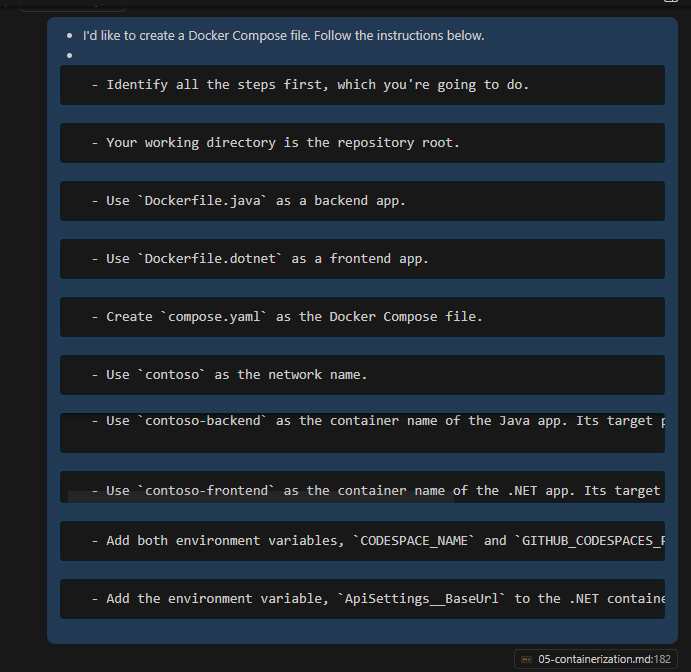 I'd like to create a Docker Compose file. Follow the instructions below.
- Identify all the steps first, which you're going to do.
- Your working directory is the repository root.
- Use `Dockerfile.java` as a backend app.
- Use `Dockerfile.dotnet` as a frontend app.
- Create `compose.yaml` as the Docker Compose file.
- Use `contoso` as the network name.
- Use `contoso-backend` as the container name of the Java app. Its target
- Use `contoso-frontend` as the container name of the .NET app. Its target
- Add both environment variables, `CODESPACE_NAME` and `GITHUB_CODESPACES_
- Add the environment variable, `ApiSettings__BaseUrl` to the .NET containe
05-containerization.md:182